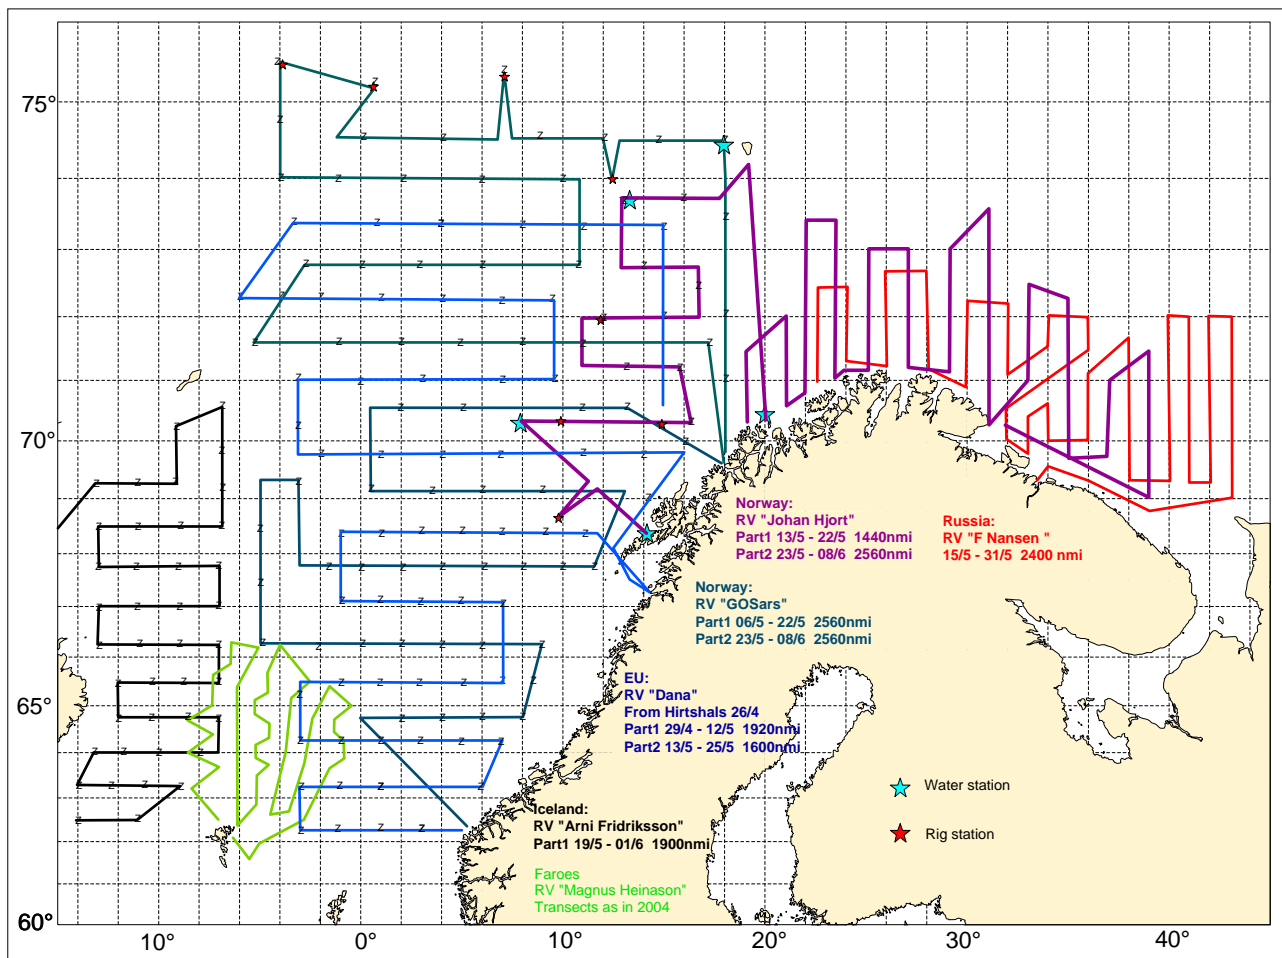 75°
70°
65°
60°
10°
0°
10°
20°
30°
40°
Norway:
RV "Johan Hjort"
Part1 13/5 - 22/5 1440nmi
Part2 23/5 - 08/6 2560nmi
Russia:
RV "F Nansen "
15/5 - 31/5 2400 nmi
Norway:
RV "GOSars"
Part1 06/5 - 22/5 2560nmi
Part2 23/5 - 08/6 2560nmi
EU:
RV "Dana"
From Hirtshals 26/4
Part1 29/4 - 12/5 1920nmi
Part2 13/5 - 25/5 1600nmi
Water station
Rig station
Iceland:
RV "Arni Fridriksson"
Part1 19/5 - 01/6 1900nmi
Faroes
RV "Magnus Heinason"
Transects as in 2004